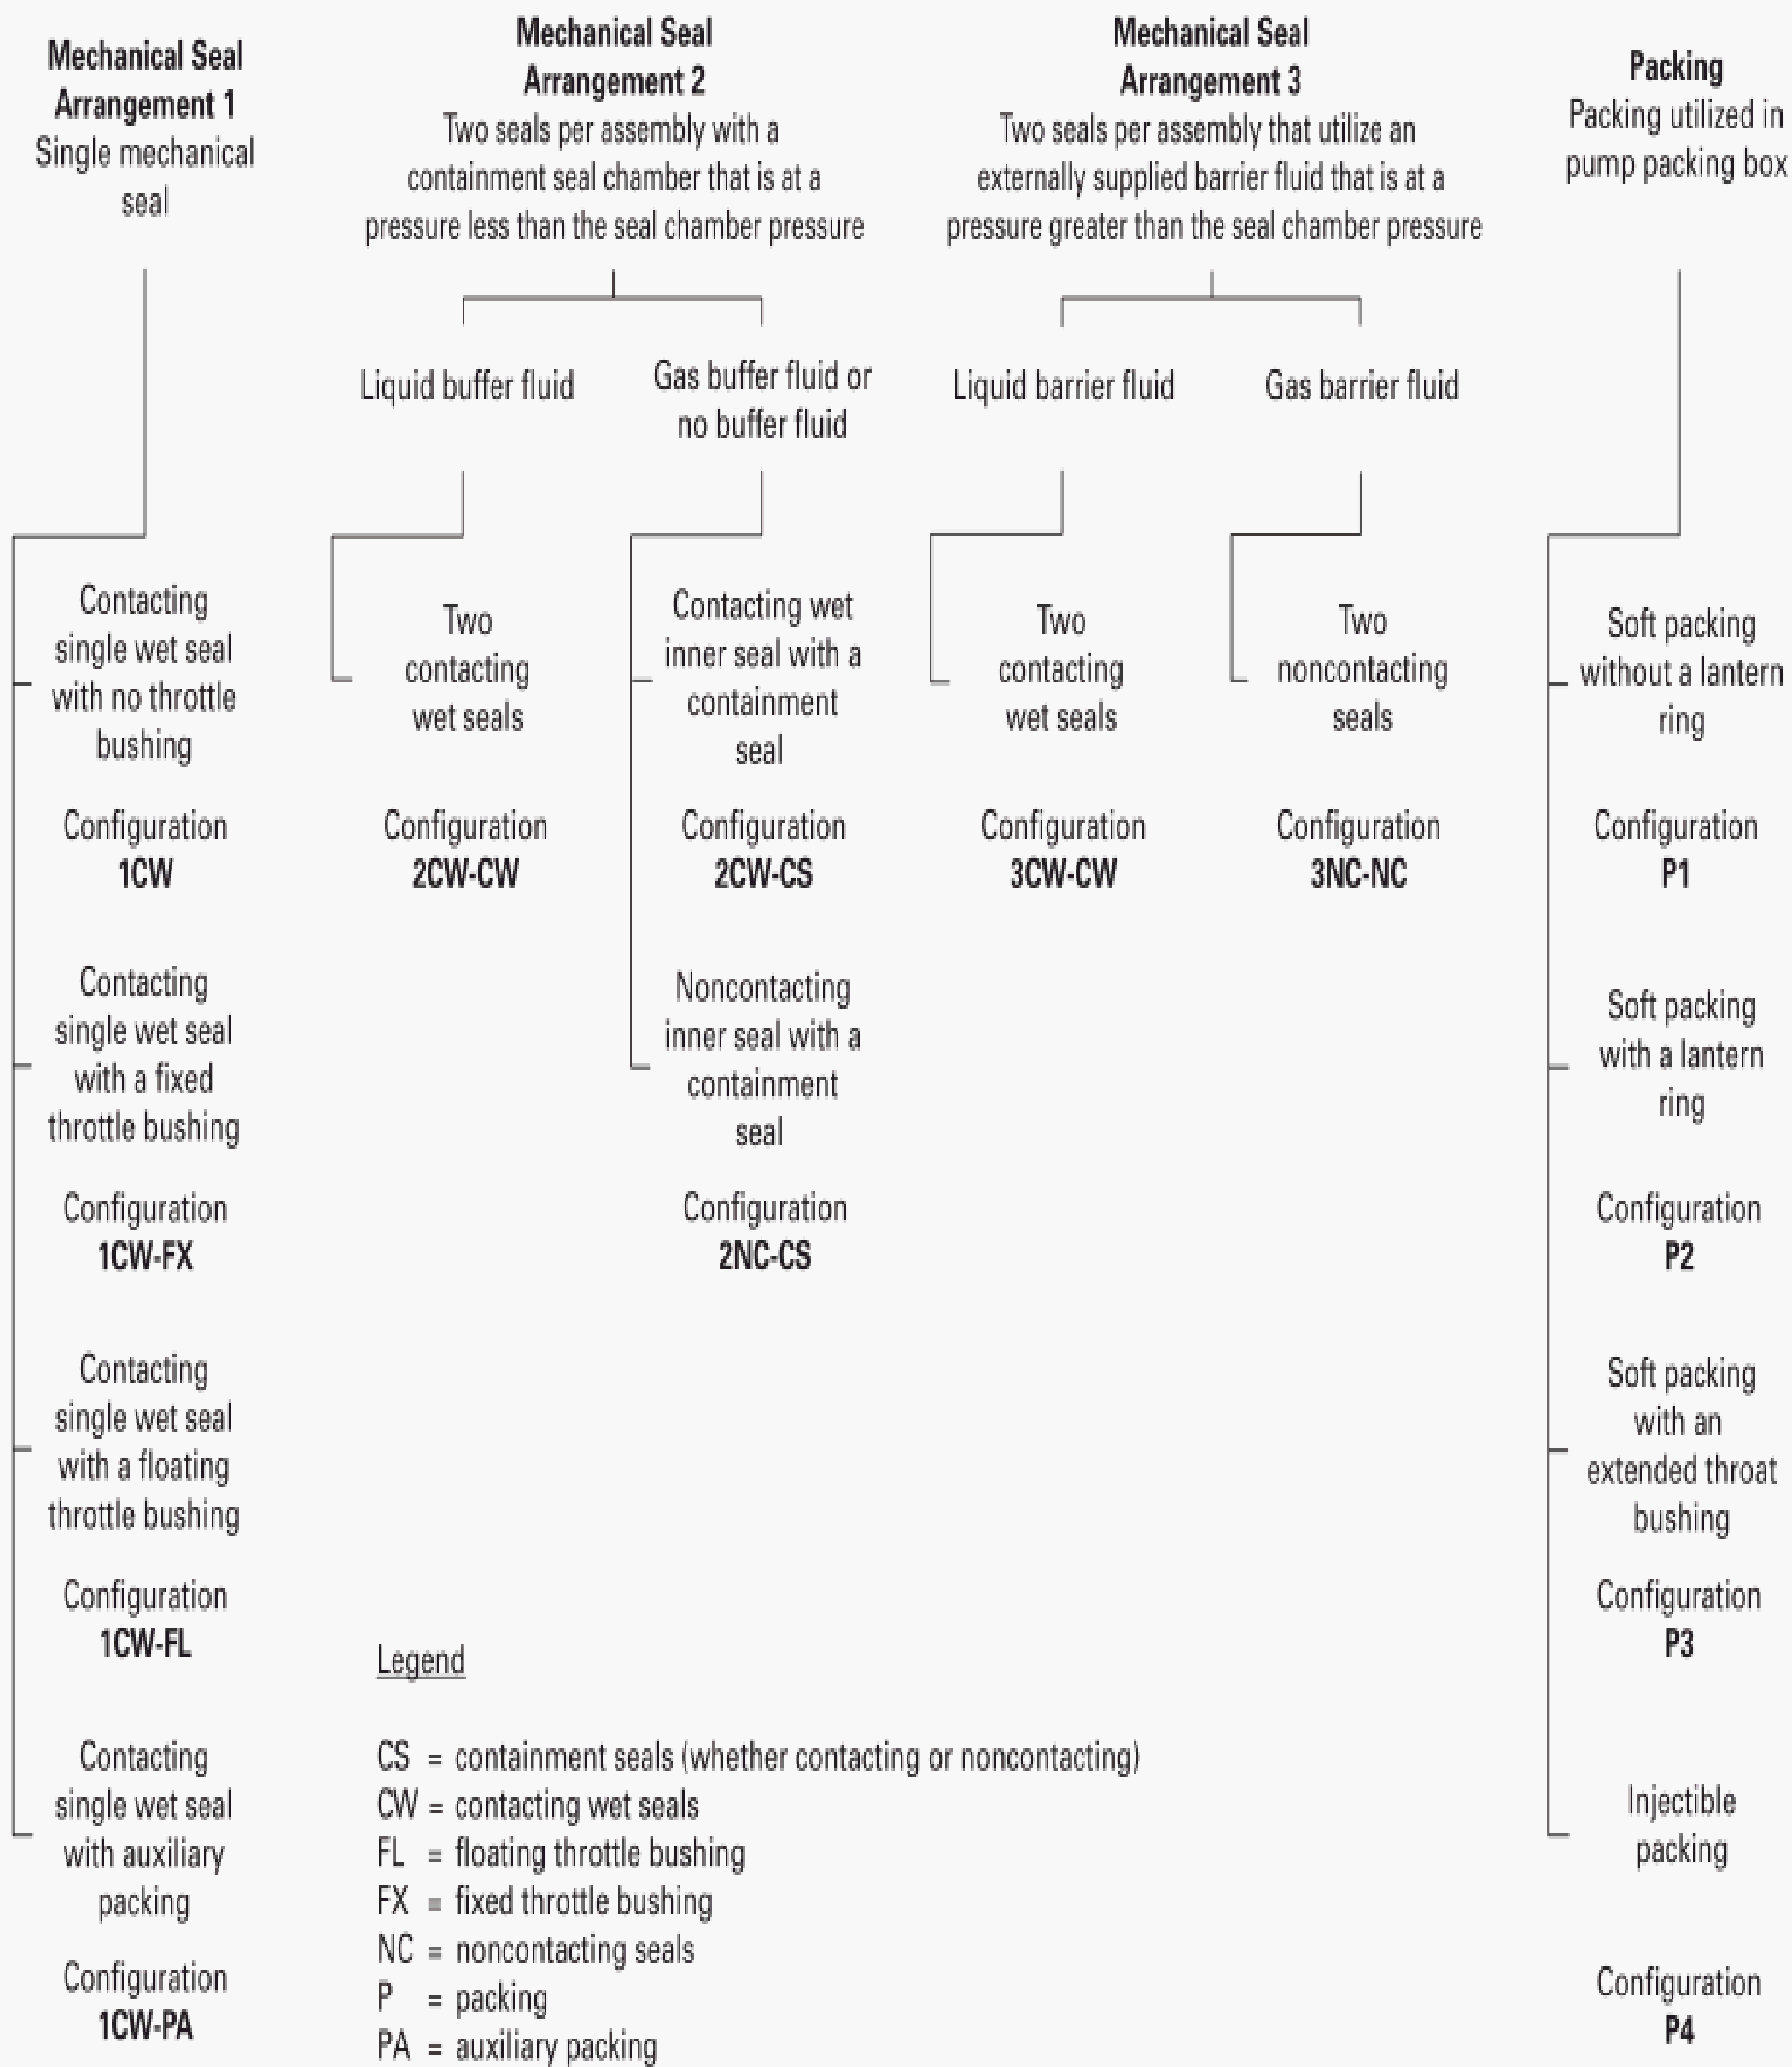 Mechanical Seal
Arrangement 1
Single mechanical
seal
Mechanical Seal
Arrangement 2
Two seals per assembly with a
containment seal chamber that is at a
pressure less than the seal chamber pressure
Mechanical Seal
Arrangement 3
Two seals per assembly that utilize an
externally supplied barrier fluid that is at a
pressure greater than the seal chamber pressure
Packing
Packing utilized in
pump packing box
Liquid buffer fluid
Gas buffer fluid or
no buffer fluid
Liquid barrier fluid
Gas barrier fluid
Contacting
single wet seal
with no throttle
bushing
Configuration
1CW
Two
contacting
wet seals
Configuration
2CW-CW
Contacting wet
inner seal with a
containment
seal
Configuration
2CW-CS
Two
contacting
wet seals
Configuration
3CW-CW
Two
noncontacting
seals
Configuration
3NC-NC
Soft packing
without a lantern
ring
Configuration
P1
Contacting
single wet seal
with a fixed
throttle bushing
Configuration
1CW-FX
Noncontacting
inner seal with a
containment
seal
Configuration
2NC-CS
Soft packing
with a lantern
ring
Configuration
P2
Contacting
single wet seal
with a floating
throttle bushing
Configuration
1CW-FL
Soft packing
with an
extended throat
bushing
Configuration
P3
Contacting
single wet seal
with auxiliary
packing
Configuration
1CW-PA
Injectible
packing
Configuration
P4
Legend
CS = containment seals (whether contacting or noncontacting)
CW = contacting wet seals
FL = floating throttle bushing
FX = fixed throttle bushing
NC = noncontacting seals
P = packing
PA = auxiliary packing